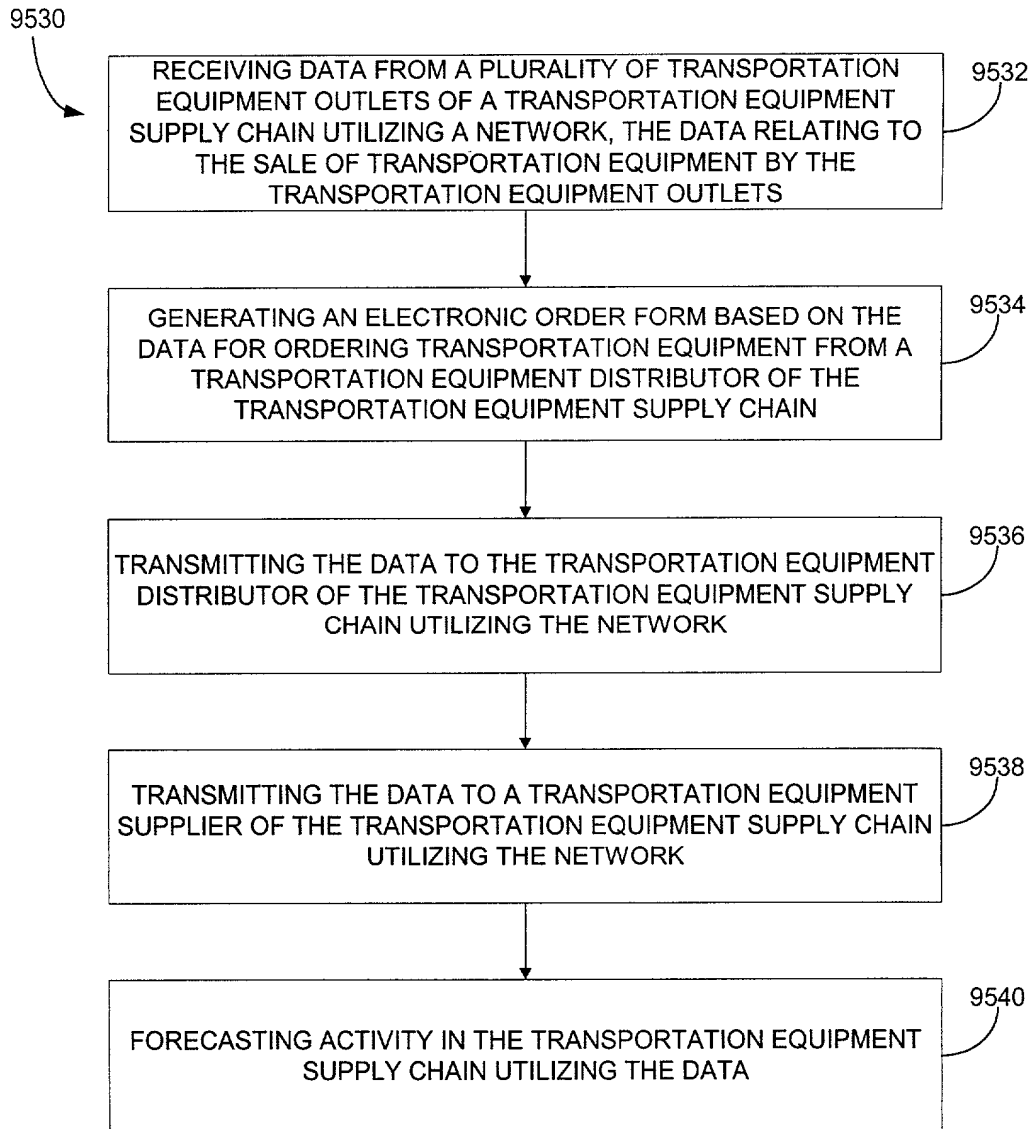 9530
RECEIVING DATA FROM A PLURALITY OF TRANSPORTATION
EQUIPMENT OUTLETS OF A TRANSPORTATION EQUIPMENT
SUPPLY CHAIN UTILIZING A NETWORK, THE DATA RELATING TO
THE SALE OF TRANSPORTATION EQUIPMENT BY THE
TRANSPORTATION EQUIPMENT OUTLETS
9532
GENERATING AN ELECTRONIC ORDER FORM BASED ON THE
DATA FOR ORDERING TRANSPORTATION EQUIPMENT FROM A
TRANSPORTATION EQUIPMENT DISTRIBUTOR OF THE
TRANSPORTATION EQUIPMENT SUPPLY CHAIN
9534
TRANSMITTING THE DATA TO THE TRANSPORTATION EQUIPMENT
DISTRIBUTOR OF THE TRANSPORTATION EQUIPMENT SUPPLY
CHAIN UTILIZING THE NETWORK
9536
TRANSMITTING THE DATA TO A TRANSPORTATION EQUIPMENT
SUPPLIER OF THE TRANSPORTATION EQUIPMENT SUPPLY CHAIN
UTILIZING THE NETWORK
9538
FORECASTING ACTIVITY IN THE TRANSPORTATION EQUIPMENT
SUPPLY CHAIN UTILIZING THE DATA
9540